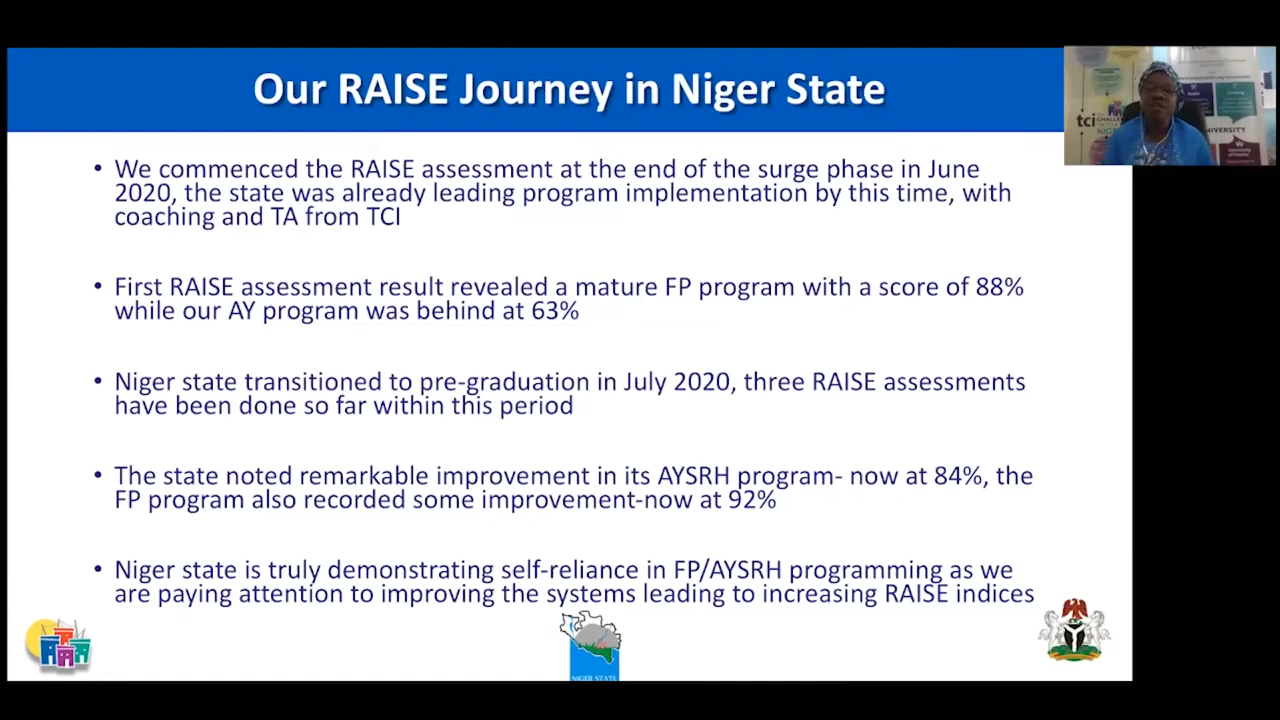 Our RAISE Journey in Niger State
• We commenced the RAISE assessment at the end of the surge phase in June
2020, the state was already leading program implementation by this time, with
coaching and TA from TCI
• First RAISE assessment result revealed a mature FP program with a score of 88%
while our AY program was behind at 63%
• Niger state transitioned to pre-graduation in July 2020, three RAISE assessments
have been done so far within this period
• The state noted remarkable improvement in its AYSRH program- now at 84%, the
FP program also recorded some improvement-now at 92%
• Niger state is truly demonstrating self-reliance in FP/AYSRH programming as we
are paying attention to improving the systems leading to increasing RAISE indices
NIGER STATE
tci